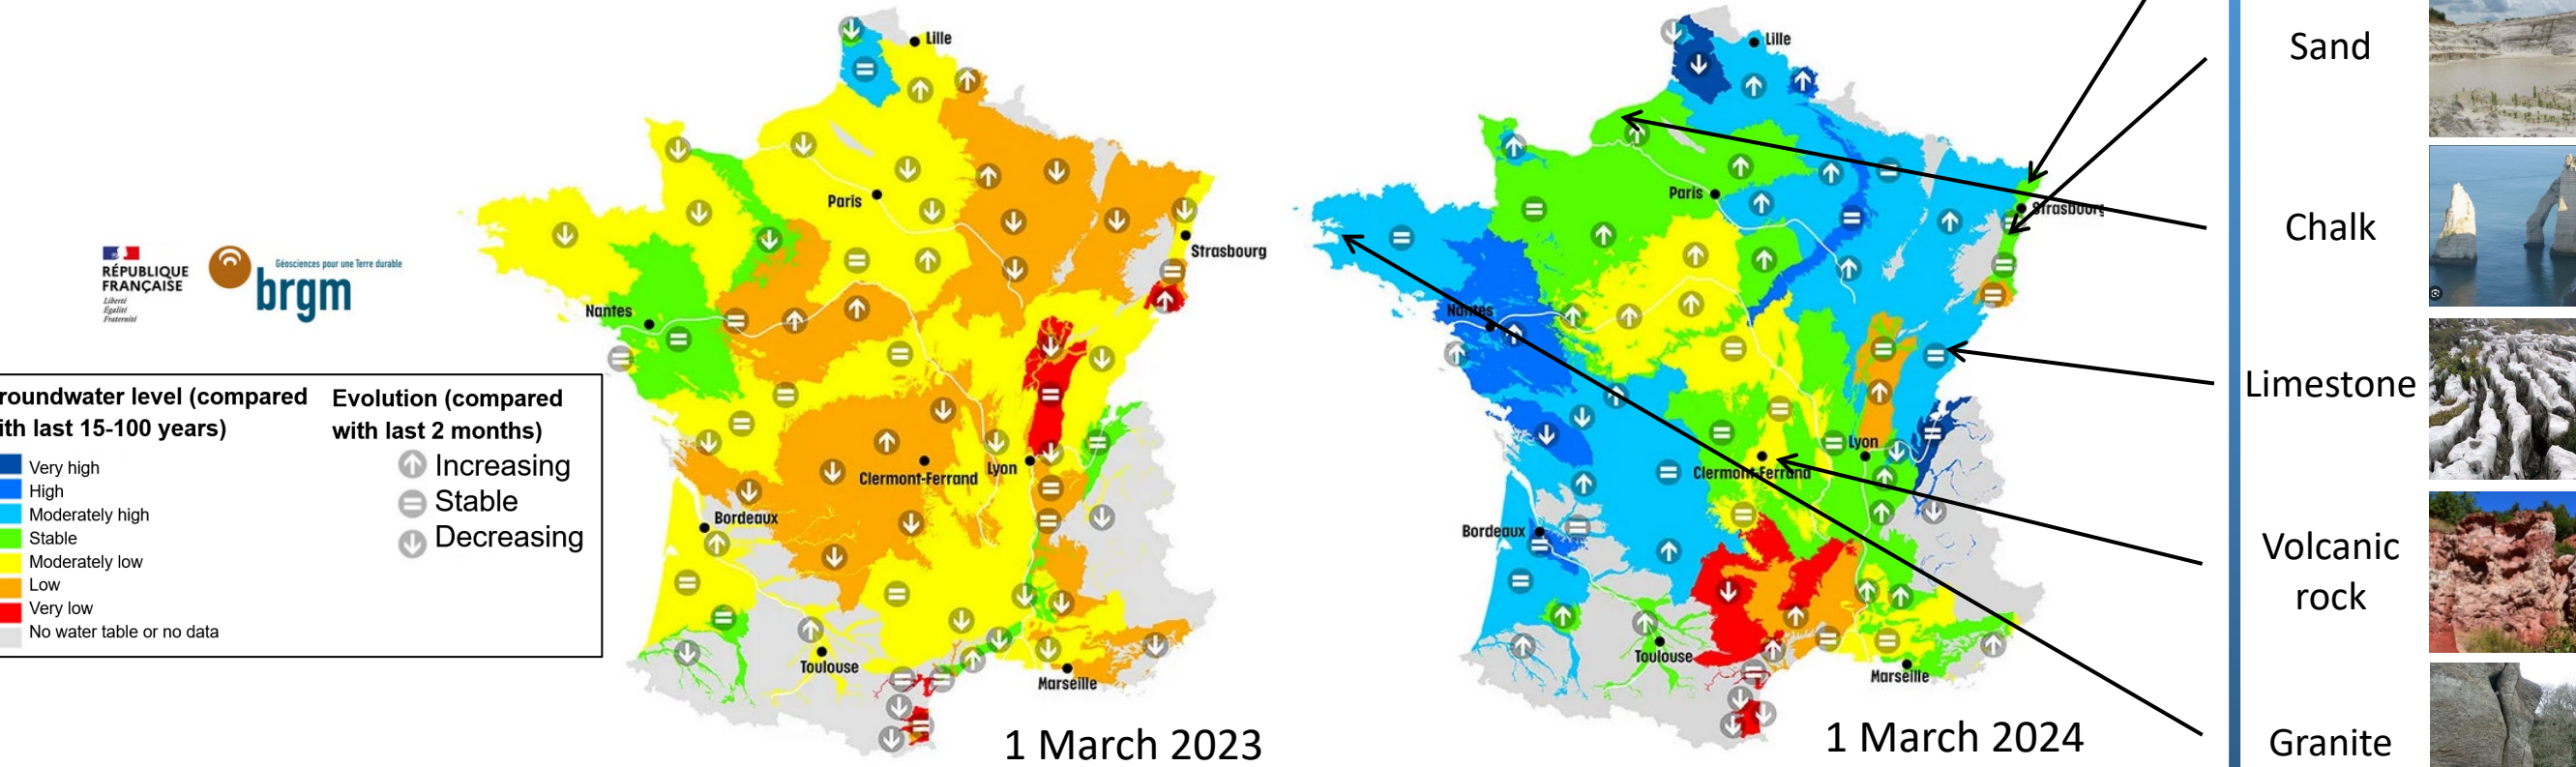 RÉPUBLIQUE
FRANÇAISE
Liberté
Égalité
Fraternité
Géosciences pour une Terre durable
brgm
roundwater level (compared
ith last 15-100 years)
Very high
High
Moderately high
Stable
Moderately low
Low
Very low
No water table or no data
Evolution (compared
with last 2 months)
Increasing
Stable
Decreasing
Lille
Paris
Strasbourg
Nantes
Clermont-Ferrand
Lyon
Bordeaux
Toulouse
Marseille
1 March 2023
Lille
Paris
Strasbourg
Nantes
Lyon
Clermont-Ferrand
Bordeaux
Toulouse
Marseille
1 March 2024
Sand
Chalk
Limestone
Volcanic
rock
Granite